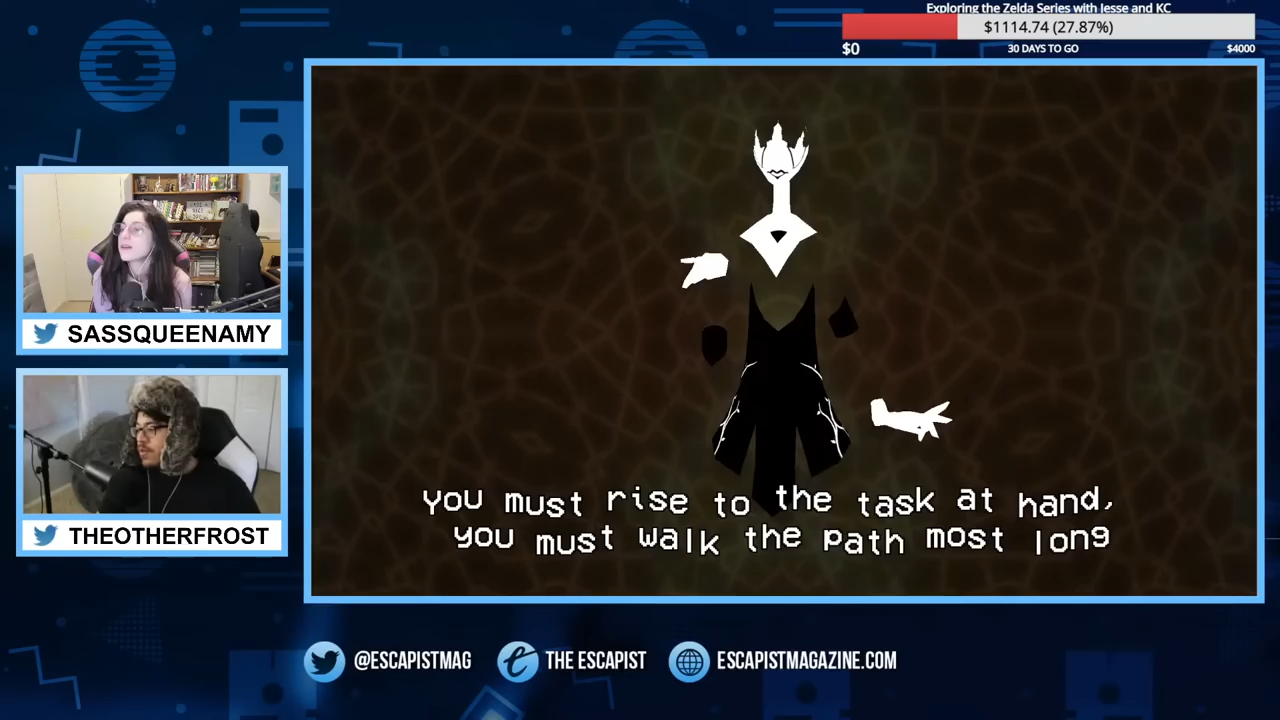 Exploring the Zelda Series with Jesse and KC
$1114.74 (27.87%)
$0
30 DAYS TO GO
$4000
SASSQUEENAMY
THEOTHERFROST
You must rise to the task at hand,
you must walk the path most long
@ESCAPISTMAG
THE ESCAPIST
ESCAPISTMAGAZINE.COM